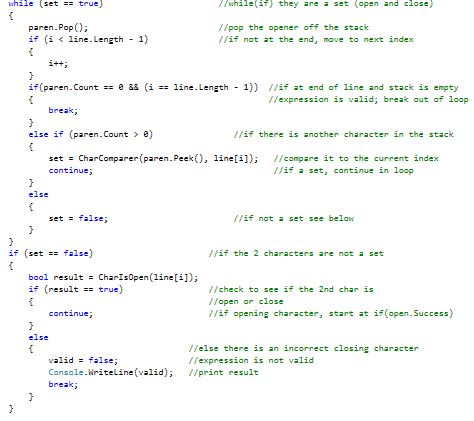 while (set == true)                     //while(if) they are a set (open and close)
{
    paren.Pop();                        //pop the opener off the stack
    if (i < line.Length - 1)            //if not at the end, move to next index
    {
        i++;
    }
    if(paren.Count == 0 && (i == line.Length - 1))  //if at end of line and stack is empty
    {                                   //expression is valid; break out of loop
        break;
    }
    else if (paren.Count > 0)           //if there is another character in the stack
    {
        set = CharComparer(paren.Peek(), line[i]);   //compare it to the current index
        continue;                       //if a set, continue in loop
    }
    else
    {
        set = false;                    //if not a set see below
    }
}
if (set == false)                       //if the 2 characters are not a set
{
    bool result = CharIsOpen(line[i]);
    if (result == true)                 //check to see if the 2nd char is
    {                                   //open or close
        continue;                       //if opening character, start at if(open.Success)
    }
    else
    {                               //else there is an incorrect closing character
        valid = false;              //expression is not valid
        Console.WriteLine(valid);   //print result
        break;
    }
}